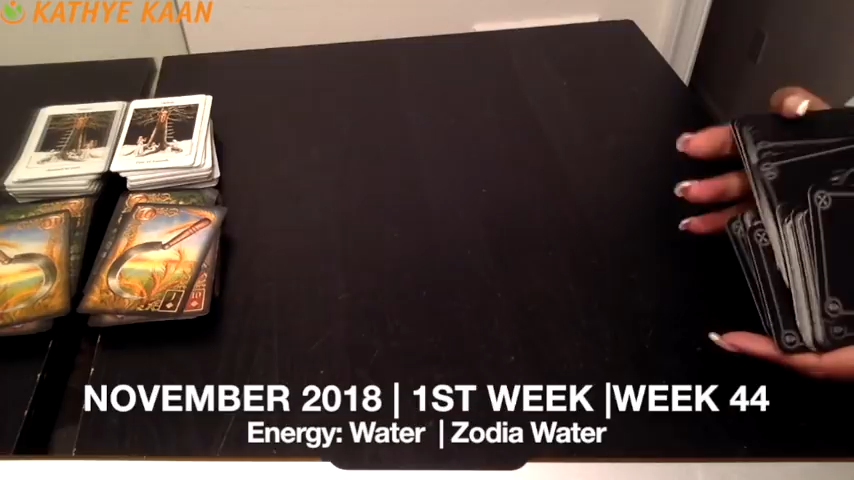 KATHYE KAAN
NOVEMBER 2018 | 1ST WEEK |WEEK 44
Energy: Water | Zodia Water